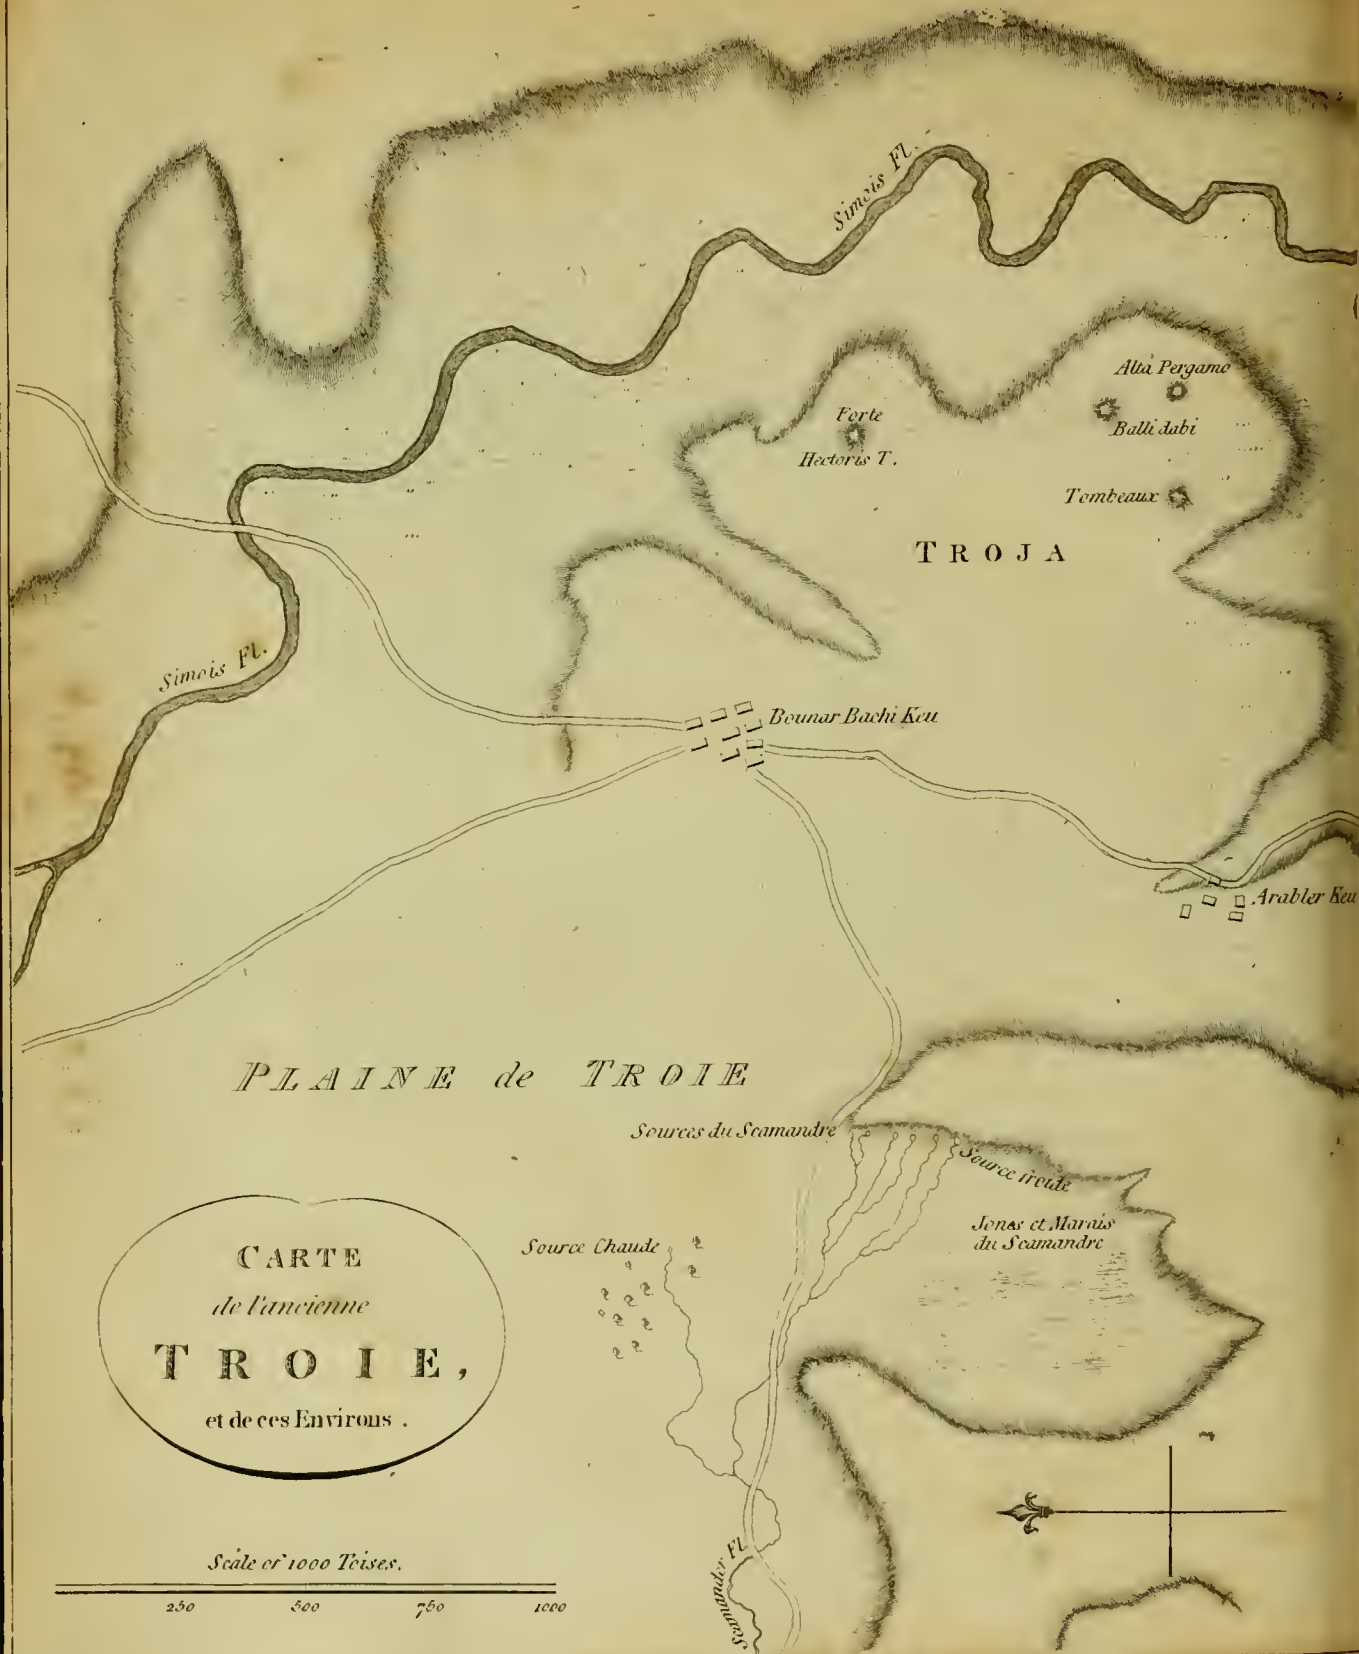 Simois Fl.
Alta Pergamo
Balli dabi
Forte
Hectoris T.
Tombeaux
TROJA
Simois Fl.
Bounar Bachi Keu
Arabler Keu
PLAINE de TROIE
Sources du Scamandre
Source froide
Jones et Marais
du Scamandre
Source Chaude
CARTE
de l'ancienne
TROIE,
et de ces Environs.
Scale of 1000 Toises.
250 500 750 1000
Scamander Fl.